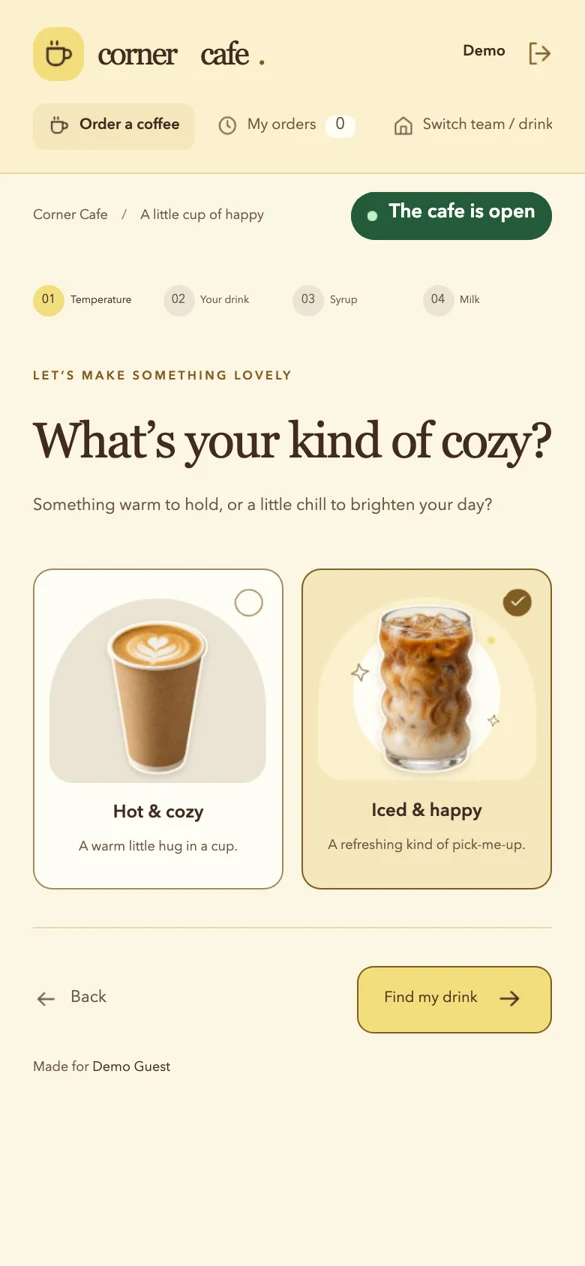 corner cafe .
Demo
Order a coffee
My orders 0
Switch team / drink
Corner Cafe / A little cup of happy
The cafe is open
01 Temperature
02 Your drink
03 Syrup
04 Milk
LET’S MAKE SOMETHING LOVELY
What’s your kind of cozy?
Something warm to hold, or a little chill to brighten your day?
Hot & cozy
A warm little hug in a cup.
Iced & happy
A refreshing kind of pick-me-up.
Back
Find my drink
Made for Demo Guest